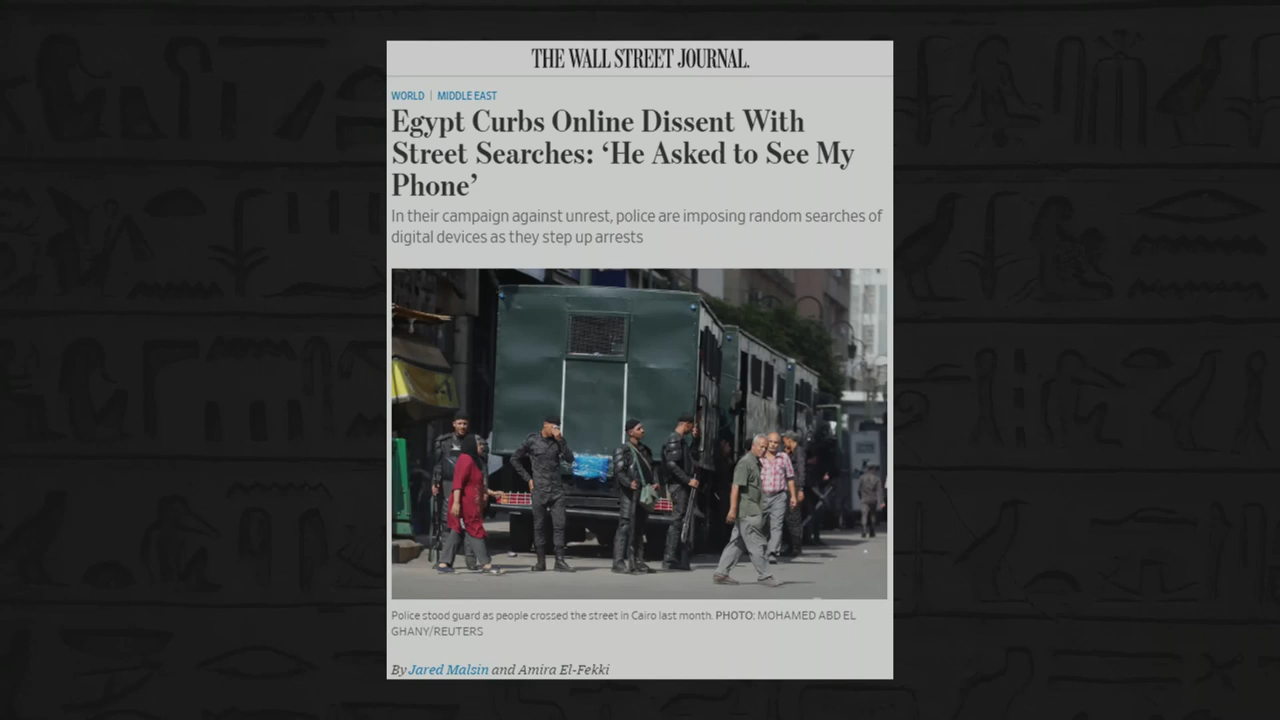 THE WALL STREET JOURNAL.
WORLD | MIDDLE EAST
Egypt Curbs Online Dissent With
Street Searches: ‘He Asked to See My
Phone’
In their campaign against unrest, police are imposing random searches of
digital devices as they step up arrests
Police stood guard as people crossed the street in Cairo last month. PHOTO: MOHAMED ABD EL
GHANY/REUTERS
By Jared Malsin and Amira El-Fekki